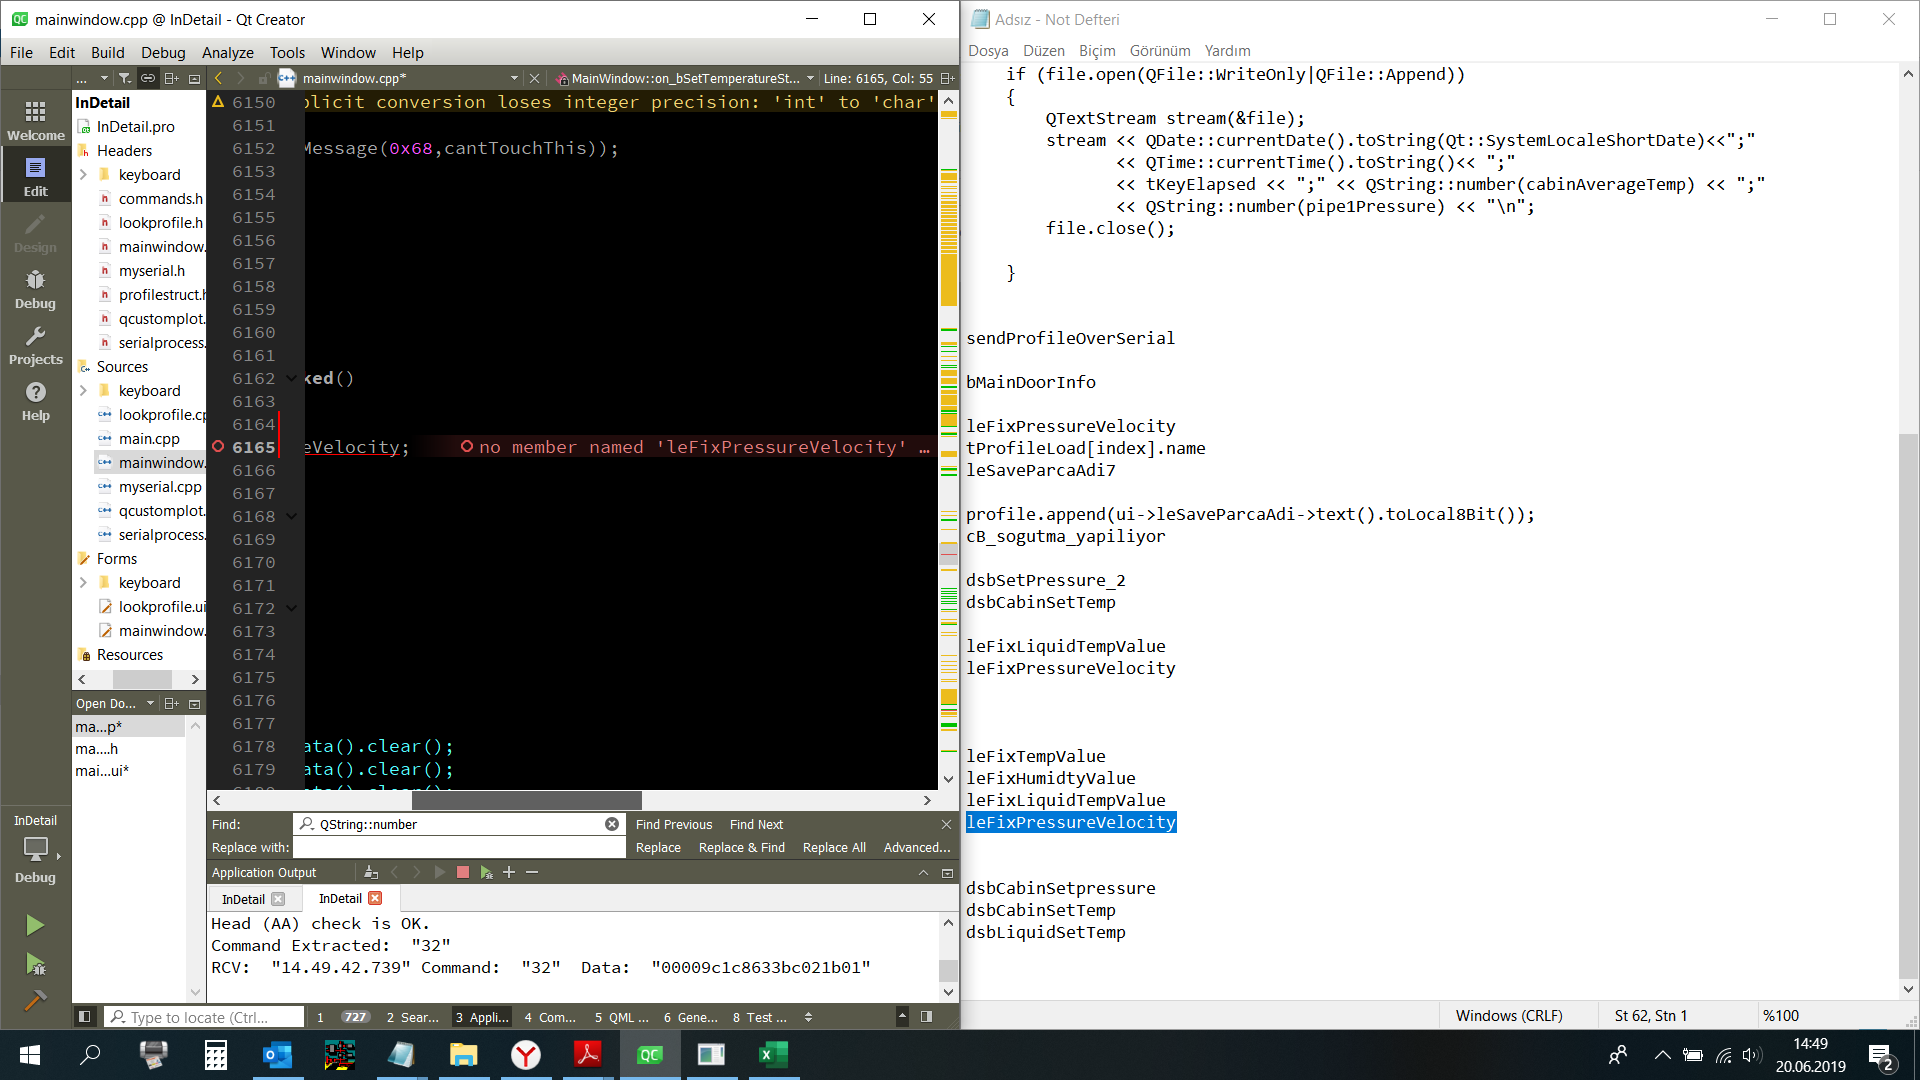 mainwindow.cpp @ InDetail - Qt Creator
File Edit Build Debug Analyze Tools Window Help
... mainwindow.cpp* MainWindow::on_bSetTemperatureSt... Line: 6165, Col: 55
Welcome
Edit
Design
Debug
Projects
Help
InDetail
Debug
InDetail
InDetail.pro
Headers
keyboard
commands.h
lookprofile.h
mainwindow.
myserial.h
profilestruct.h
qcustomplot.
serialprocess.
Sources
keyboard
lookprofile.cp
main.cpp
mainwindow.
myserial.cpp
qcustomplot.
serialprocess.
Forms
keyboard
lookprofile.ui
mainwindow.
Resources
Open Do...
ma...p*
ma....h
mai...ui*
6150 plicit conversion loses integer precision: 'int' to 'char'
6151
6152 Message(0x68,cantTouchThis));
6153
6154
6155
6156
6157
6158
6159
6160
6161
6162 ked()
6163
6164
6165 eVelocity; no member named 'leFixPressureVelocity' …
6166
6167
6168
6169
6170
6171
6172
6173
6174
6175
6176
6177
6178 ata().clear();
6179 ata().clear();
Find: QString::number Find Previous Find Next
Replace with: Replace Replace & Find Replace All Advanced...
Application Output
InDetail InDetail
Head (AA) check is OK.
Command Extracted:  "32"
RCV:  "14.49.42.739" Command:  "32"  Data:  "00009c1c8633bc021b01"
Type to locate (Ctrl... 1 727 2 Sear... 3 Appli... 4 Com... 5 QML ... 6 Gene... 8 Test ...
Adsız - Not Defteri
Dosya Düzen Biçim Görünüm Yardım
if (file.open(QFile::WriteOnly|QFile::Append))
{
QTextStream stream(&file);
stream << QDate::currentDate().toString(Qt::SystemLocaleShortDate)<<";"
<< QTime::currentTime().toString()<< ";"
<< tKeyElapsed << ";" << QString::number(cabinAverageTemp) << ";"
<< QString::number(pipe1Pressure) << "\n";
file.close();
}
sendProfileOverSerial
bMainDoorInfo
leFixPressureVelocity
tProfileLoad[index].name
leSaveParcaAdi7
profile.append(ui->leSaveParcaAdi->text().toLocal8Bit());
cB_sogutma_yapiliyor
dsbSetPressure_2
dsbCabinSetTemp
leFixLiquidTempValue
leFixPressureVelocity
leFixTempValue
leFixHumidtyValue
leFixLiquidTempValue
leFixPressureVelocity
dsbCabinSetpressure
dsbCabinSetTemp
dsbLiquidSetTemp
Windows (CRLF) St 62, Stn 1 %100
14:49
20.06.2019
2